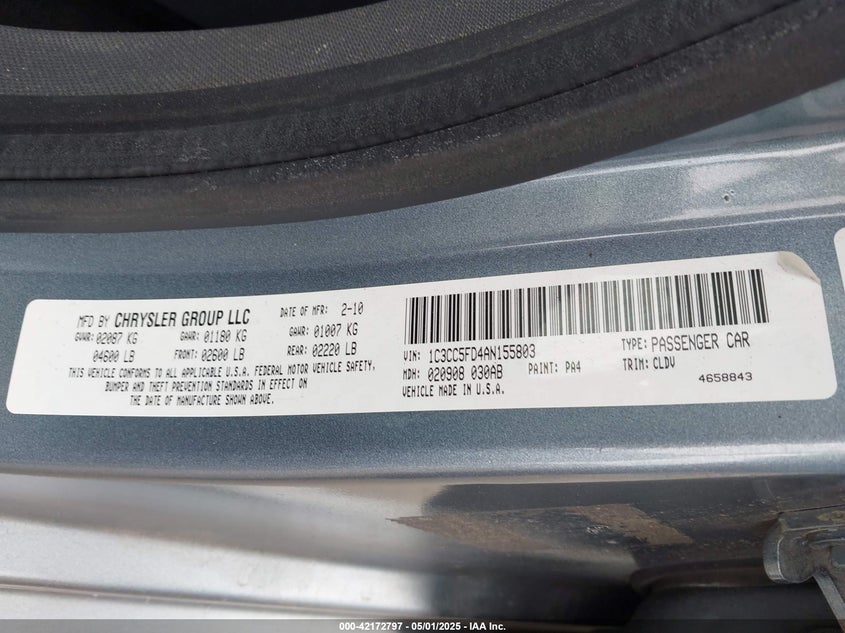 MFD BY CHRYSLER GROUP LLC DATE OF MFR: 2-10
GVWR: 02087 KG GAWR: 01180 KG GAWR: 01007 KG
04600 LB FRONT: 02600 LB REAR: 02220 LB
THIS VEHICLE CONFORMS TO ALL APPLICABLE U.S.A. FEDERAL MOTOR VEHICLE SAFETY,
BUMPER AND THEFT PREVENTION STANDARDS IN EFFECT ON
THE DATE OF MANUFACTURE SHOWN ABOVE.
VIN: 1C3CC5FD4AN155803 TYPE: PASSENGER CAR
MDH: 020908 030AB PAINT: PA4 TRIM: CLDV
VEHICLE MADE IN U.S.A. 4658843
000-42172797 - 05/01/2025 - IAA Inc.